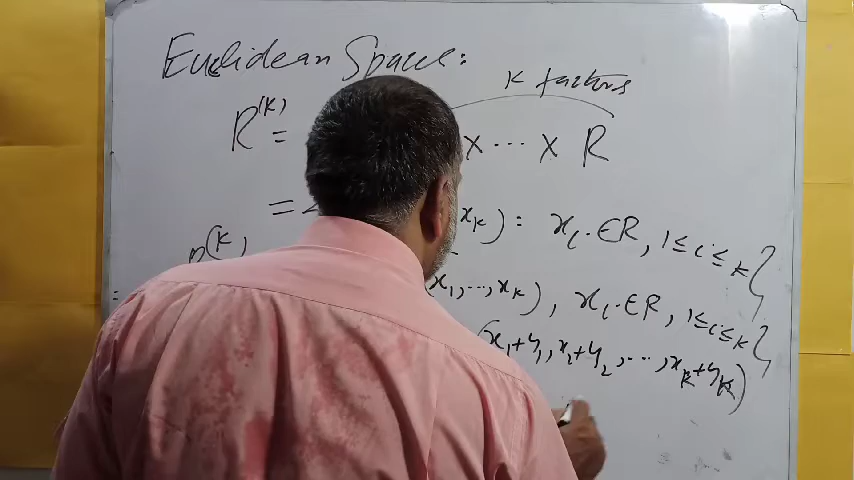 Euclidean Space:
K factors
R^(K) = x ... x R
= x_K) : x_i ∈ R, 1 ≤ i ≤ K }
R^(K)
x_1, ..., x_K), x_i ∈ R, 1 ≤ i ≤ K }
(x_1+y_1, x_2+y_2, ..., x_K+y_K)